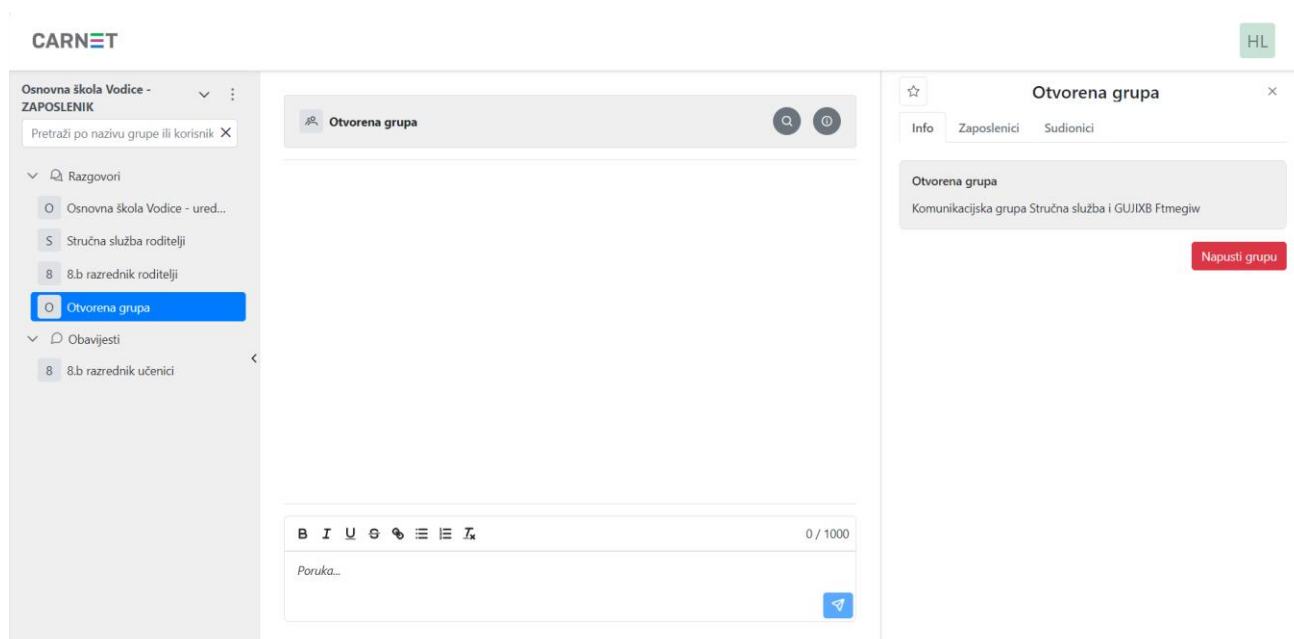 CARNET
HL
Osnovna škola Vodice -
ZAPOSLENIK
Pretraži po nazivu grupe ili korisnik
Razgovori
O Osnovna škola Vodice - ured...
S Stručna služba roditelji
8 8.b razrednik roditelji
O Otvorena grupa
Obavijesti
8 8.b razrednik učenici
Otvorena grupa
B I U S Tx 0 / 1000
Poruka...
Otvorena grupa
Info Zaposlenici Sudionici
Otvorena grupa
Komunikacijska grupa Stručna služba i GUJIXB Ftmegiw
Napusti grupu